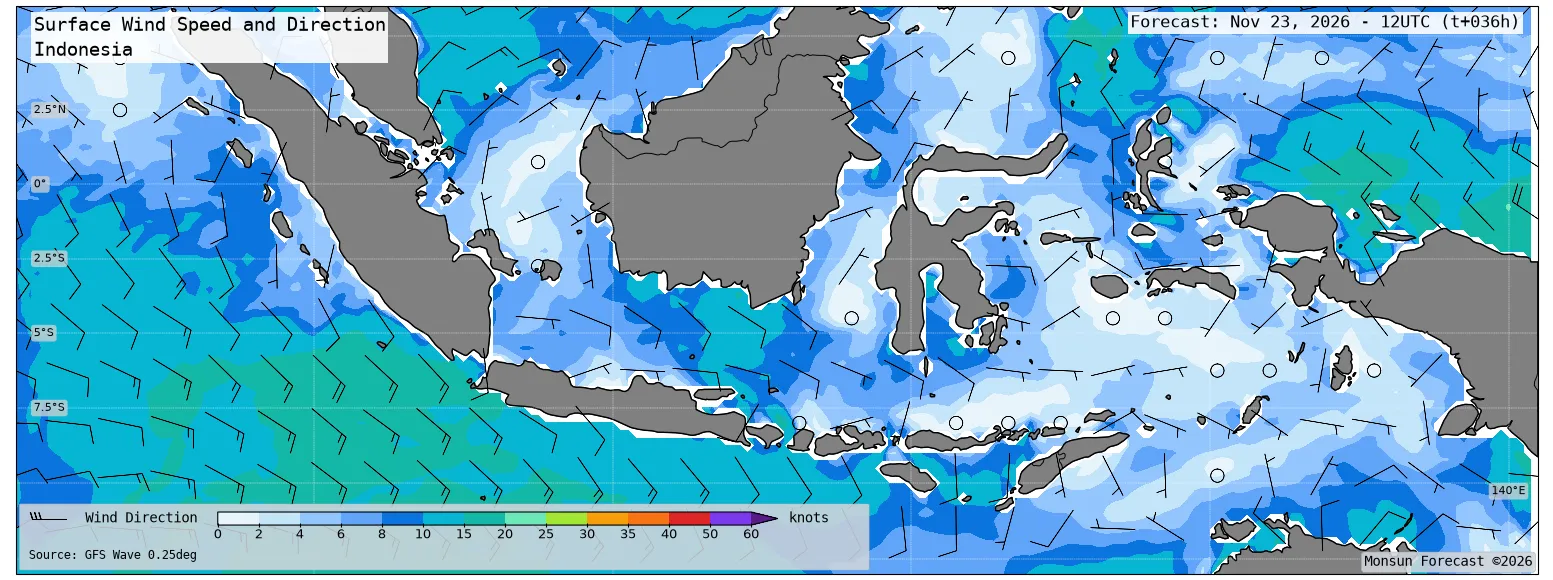 Surface Wind Speed and Direction
Indonesia
Forecast: Nov 23, 2026 - 12UTC (t+036h)
2.5°N
0°
2.5°S
5°S
7.5°S
140°E
Wind Direction
0 2 4 6 8 10 15 20 25 30 35 40 50 60 knots
Source: GFS Wave 0.25deg
Monsun Forecast ©2026